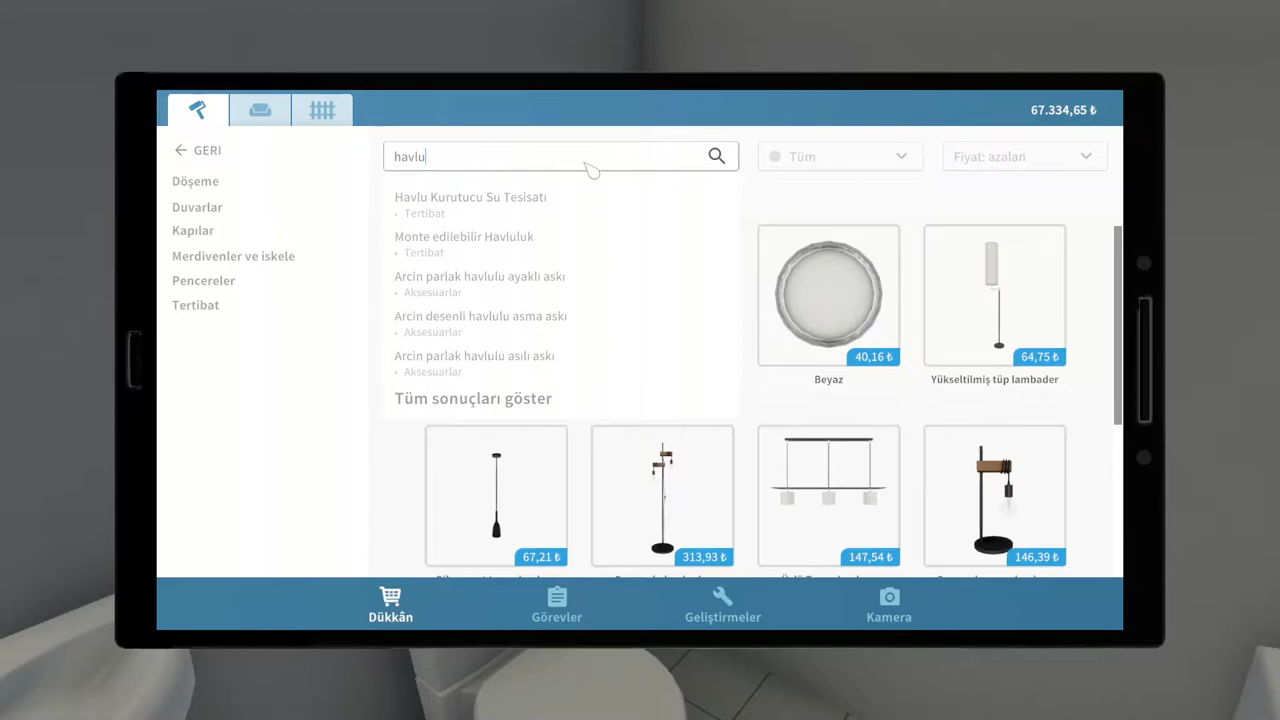 67.334,65 ₺
GERI
Döşeme
Duvarlar
Kapılar
Merdivenler ve iskele
Pencereler
Tertibat
havlu
Tüm
Fiyat: azalan
Havlu Kurutucu Su Tesisatı
• Tertibat
Monte edilebilir Havluluk
• Tertibat
Arcin parlak havlulu ayaklı askı
• Aksesuarlar
Arcin desenli havlulu asma askı
• Aksesuarlar
Arcin parlak havlulu asılı askı
• Aksesuarlar
Tüm sonuçları göster
40,16 ₺
64,75 ₺
Beyaz
Yükseltilmiş tüp lambader
67,21 ₺
313,93 ₺
147,54 ₺
146,39 ₺
Dükkân
Görevler
Geliştirmeler
Kamera